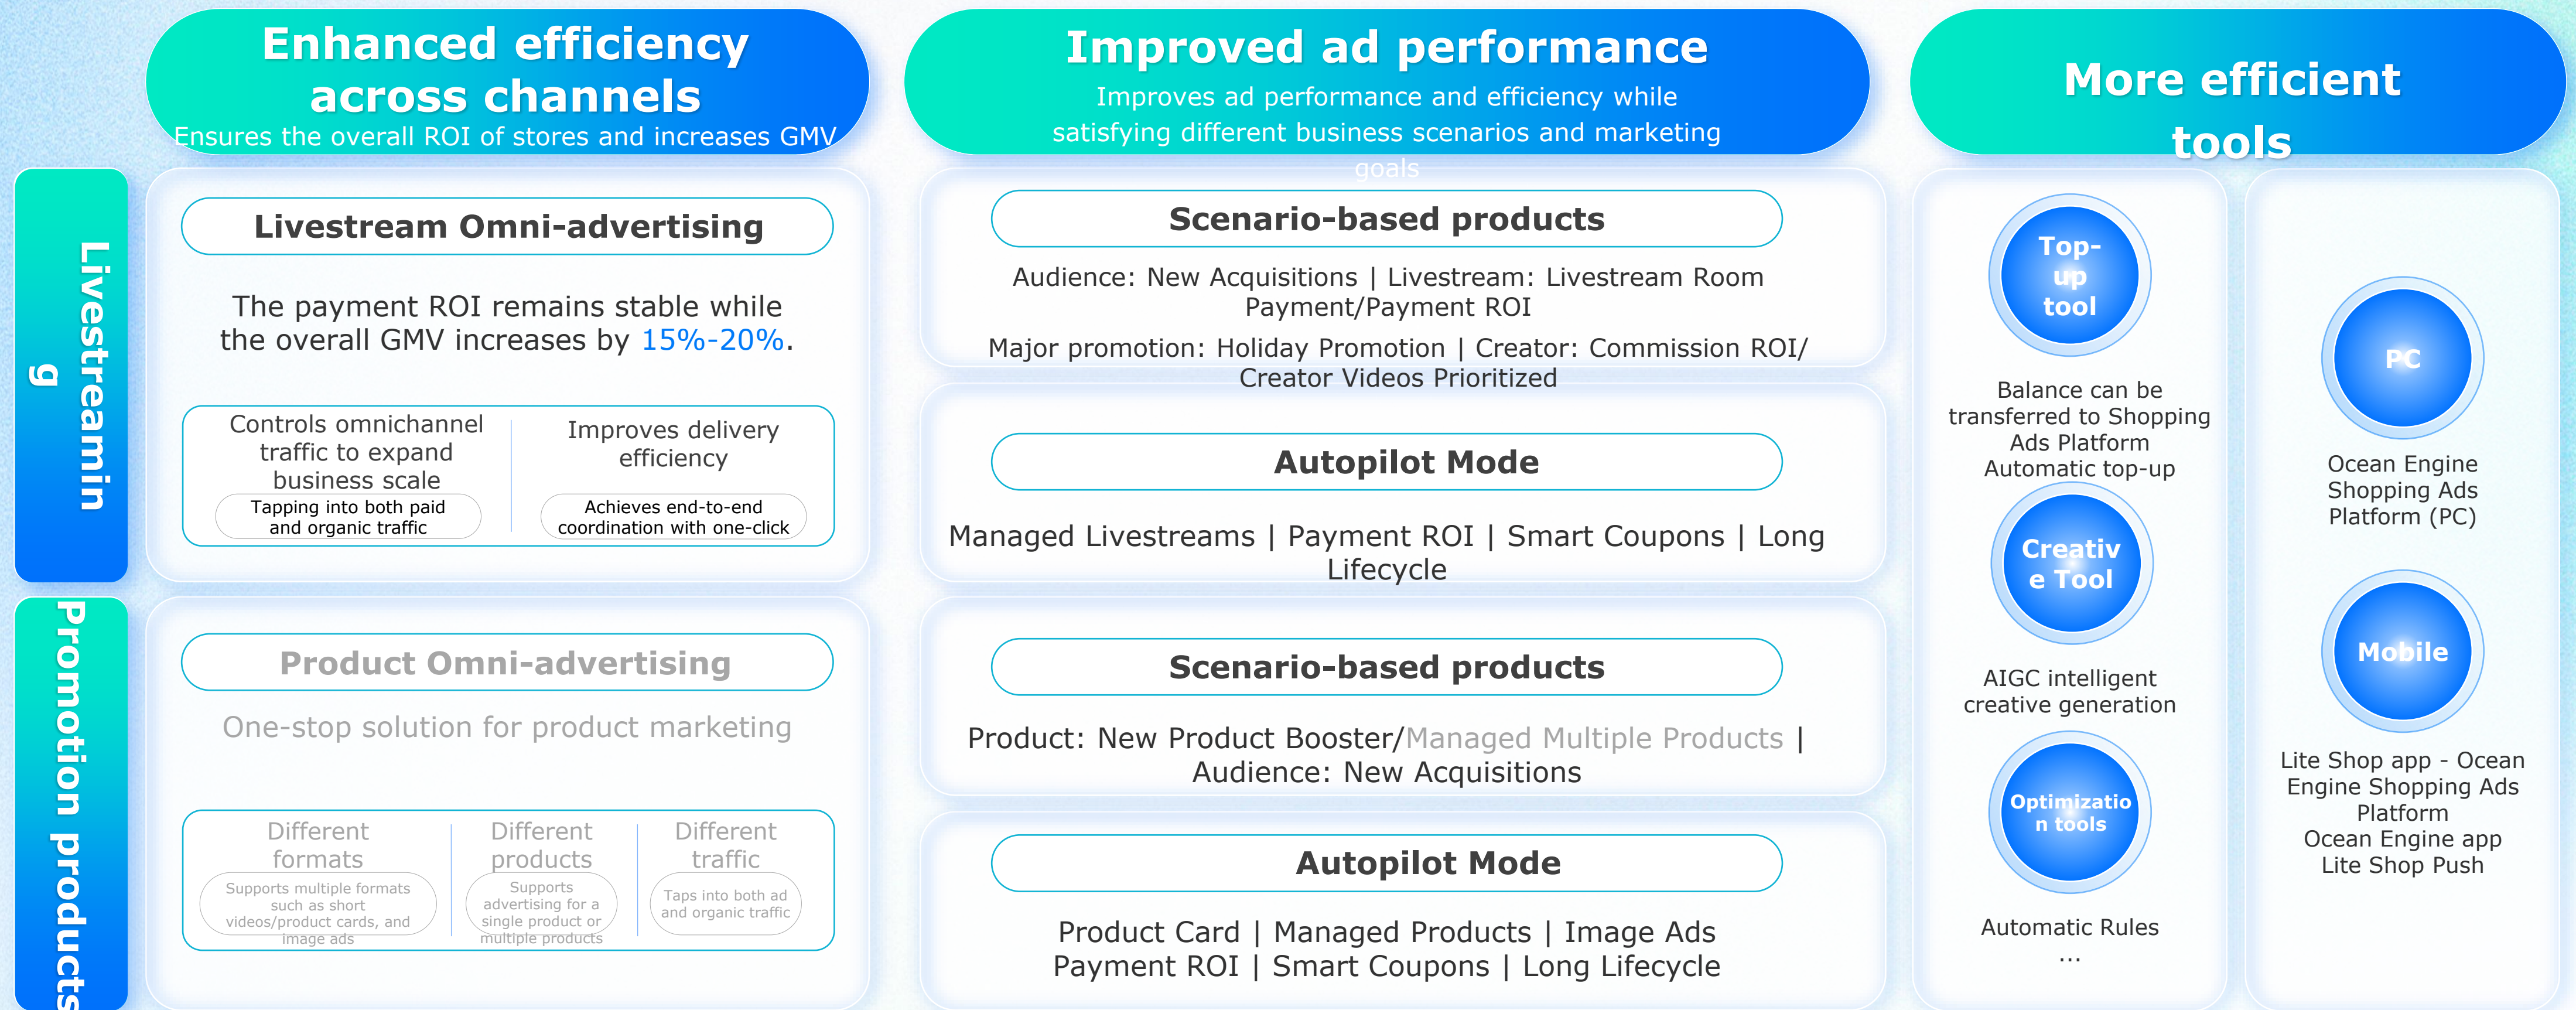 Enhanced efficiency
across channels
Ensures the overall ROI of stores and increases GMV
Improved ad performance
Improves ad performance and efficiency while
satisfying different business scenarios and marketing
goals
More efficient
tools
Livestreamin
g
Livestream Omni-advertising
The payment ROI remains stable while
the overall GMV increases by 15%-20%.
Controls omnichannel
traffic to expand
business scale
Tapping into both paid
and organic traffic
Improves delivery
efficiency
Achieves end-to-end
coordination with one-click
Scenario-based products
Audience: New Acquisitions | Livestream: Livestream Room
Payment/Payment ROI
Major promotion: Holiday Promotion | Creator: Commission ROI/
Creator Videos Prioritized
Autopilot Mode
Managed Livestreams | Payment ROI | Smart Coupons | Long
Lifecycle
Promotion products
Product Omni-advertising
One-stop solution for product marketing
Different
formats
Supports multiple formats
such as short
videos/product cards, and
image ads
Different
products
Supports
advertising for a
single product or
multiple products
Different
traffic
Taps into both ad
and organic traffic
Scenario-based products
Product: New Product Booster/Managed Multiple Products |
Audience: New Acquisitions
Autopilot Mode
Product Card | Managed Products | Image Ads
Payment ROI | Smart Coupons | Long Lifecycle
Top-
up
tool
Balance can be
transferred to Shopping
Ads Platform
Automatic top-up
Creativ
e Tool
AIGC intelligent
creative generation
Optimizatio
n tools
Automatic Rules
...
PC
Ocean Engine
Shopping Ads
Platform (PC)
Mobile
Lite Shop app - Ocean
Engine Shopping Ads
Platform
Ocean Engine app
Lite Shop Push